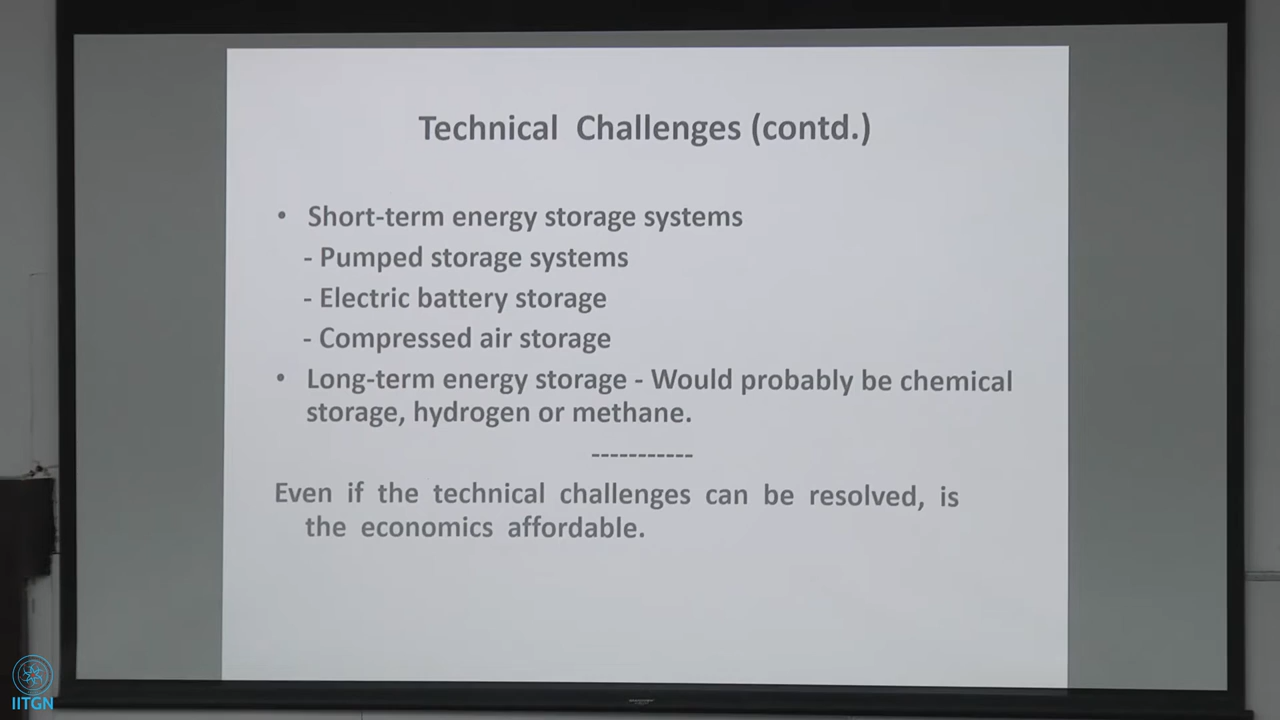 Technical Challenges (contd.)
• Short-term energy storage systems
- Pumped storage systems
- Electric battery storage
- Compressed air storage
• Long-term energy storage - Would probably be chemical
storage, hydrogen or methane.
-----------
Even if the technical challenges can be resolved, is
the economics affordable.
IITGN